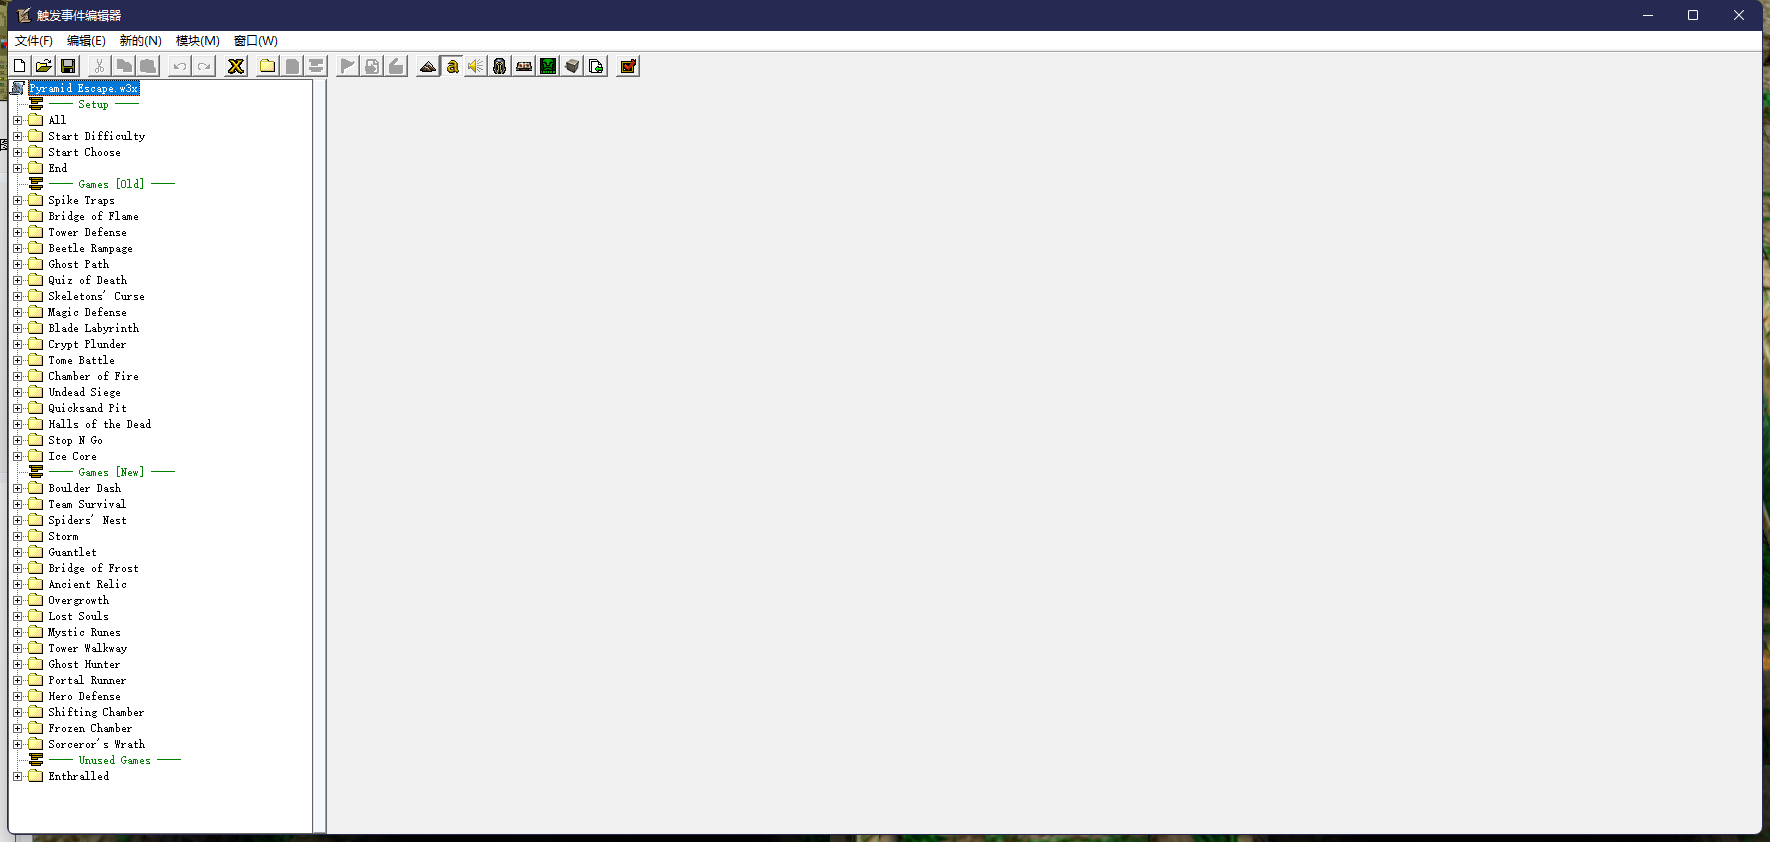 触发事件编辑器
文件(F) 编辑(E) 新的(N) 模块(M) 窗口(W)
Pyramid Escape.w3x
—— Setup ——
All
Start Difficulty
Start Choose
End
—— Games [Old] ——
Spike Traps
Bridge of Flame
Tower Defense
Beetle Rampage
Ghost Path
Quiz of Death
Skeletons' Curse
Magic Defense
Blade Labyrinth
Crypt Plunder
Tome Battle
Chamber of Fire
Undead Siege
Quicksand Pit
Halls of the Dead
Stop N Go
Ice Core
—— Games [New] ——
Boulder Dash
Team Survival
Spiders' Nest
Storm
Guantlet
Bridge of Frost
Ancient Relic
Overgrowth
Lost Souls
Mystic Runes
Tower Walkway
Ghost Hunter
Portal Runner
Hero Defense
Shifting Chamber
Frozen Chamber
Sorceror's Wrath
—— Unused Games ——
Enthralled